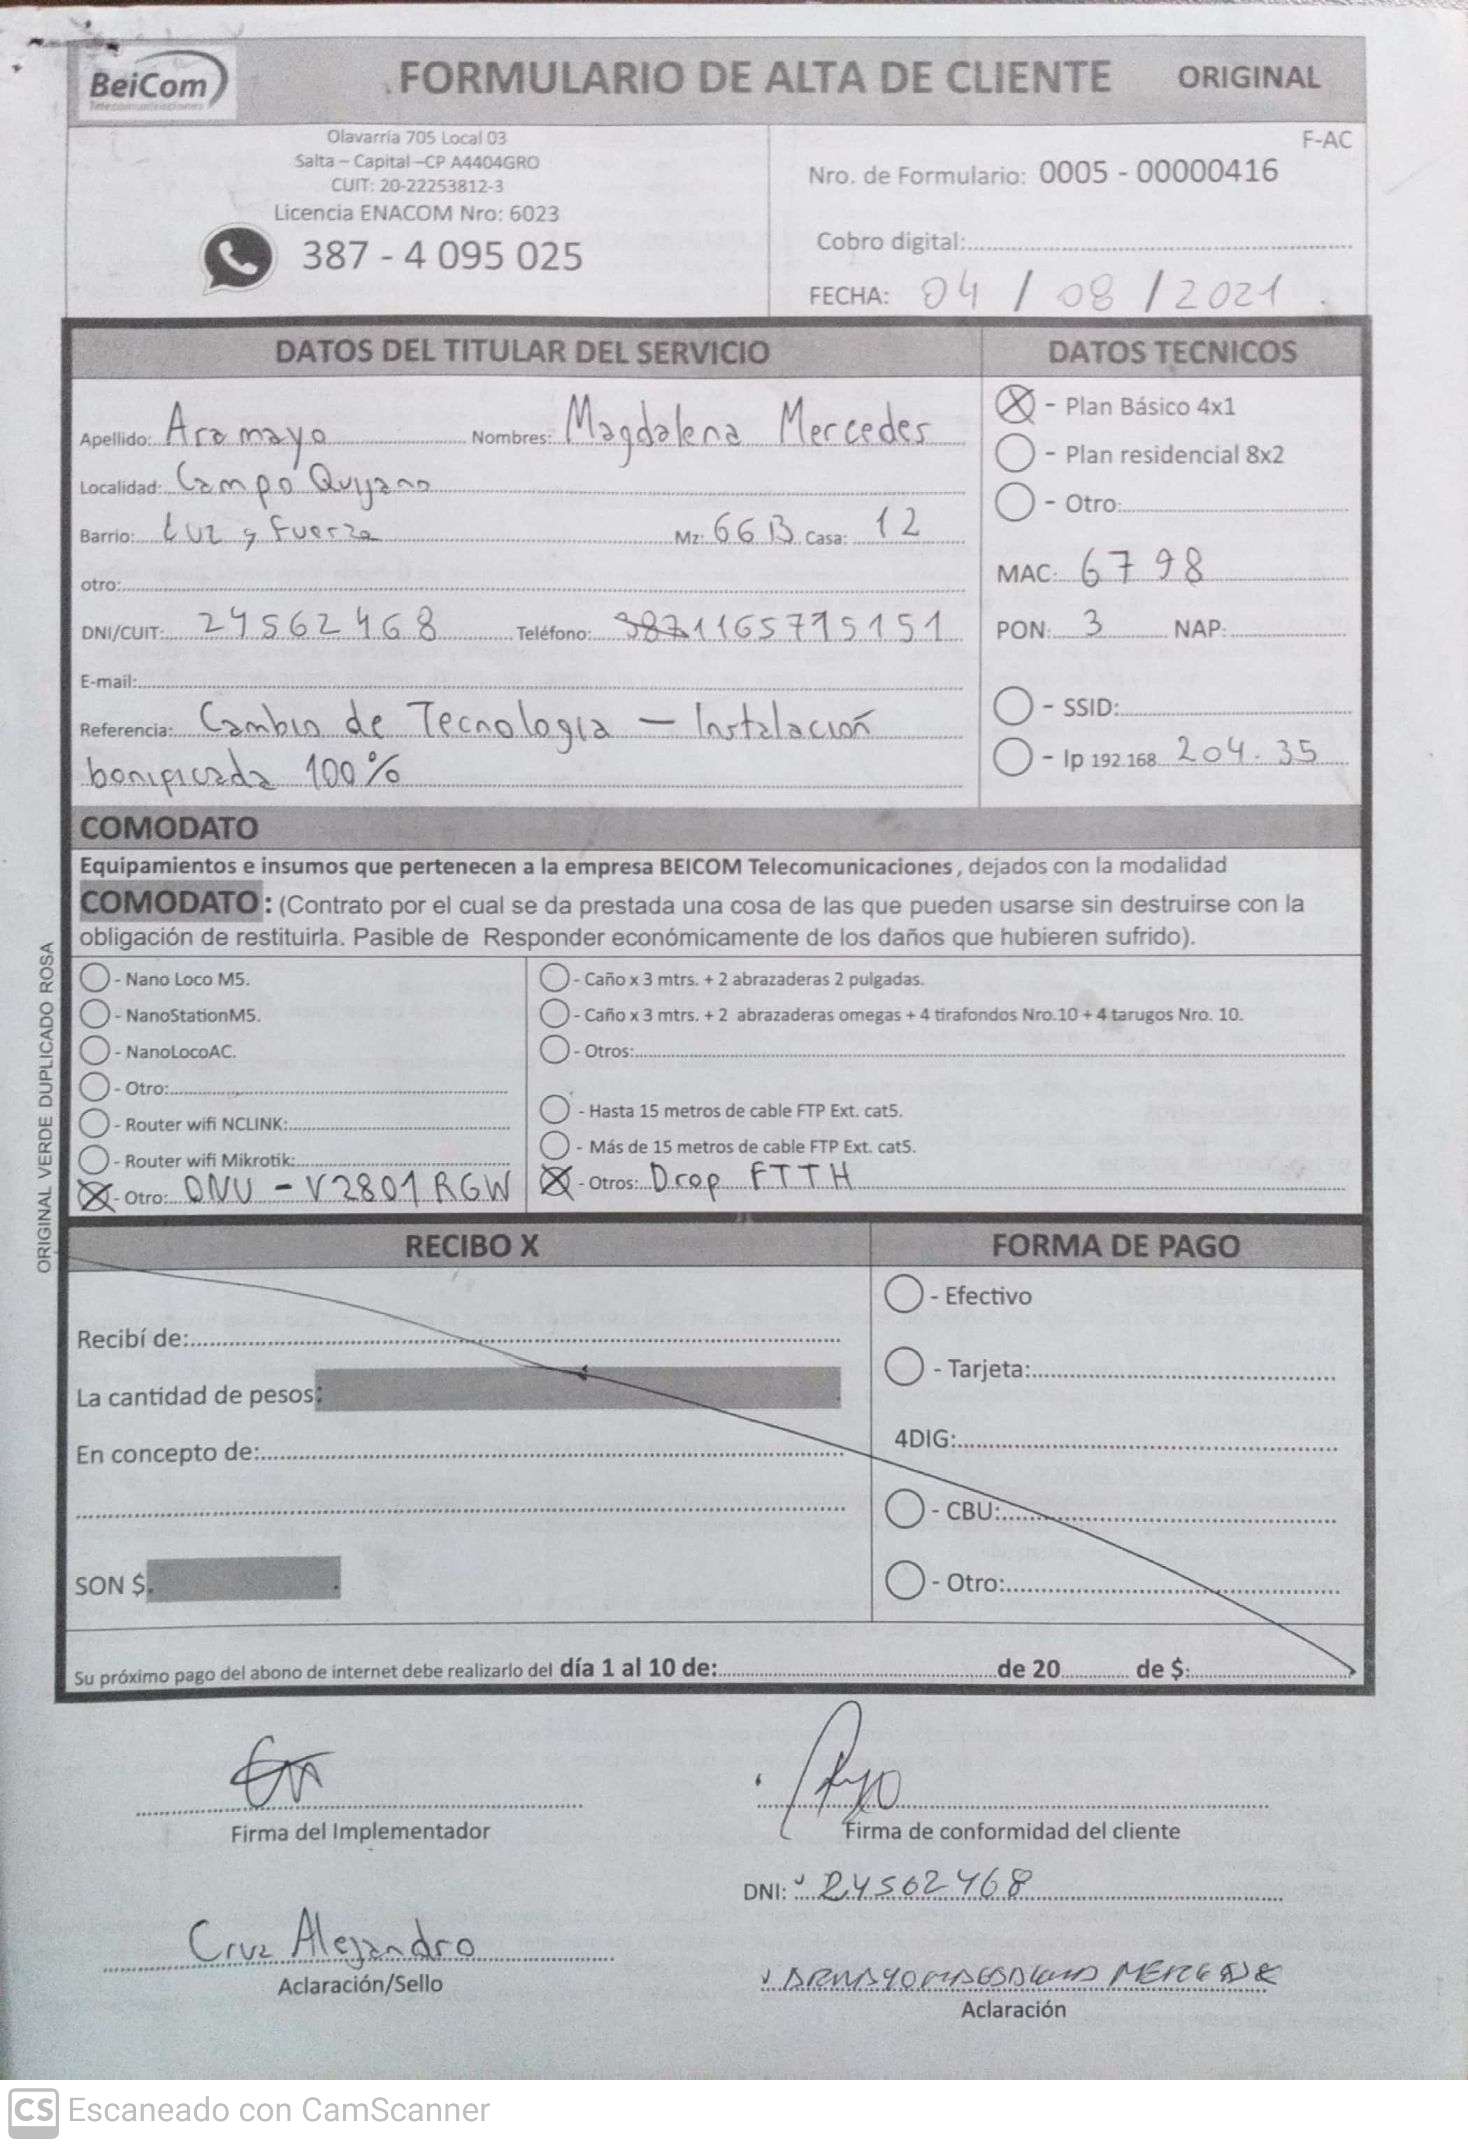 BeiCom
Telecomunicaciones
FORMULARIO DE ALTA DE CLIENTE ORIGINAL
Olavarría 705 Local 03
Salta – Capital –CP A4404GRO
CUIT: 20-22253812-3
Licencia ENACOM Nro: 6023
387 - 4 095 025
F-AC
Nro. de Formulario: 0005 - 00000416
Cobro digital:
FECHA: 04 / 08 / 2021
DATOS DEL TITULAR DEL SERVICIO
Apellido: Aramayo Nombres: Magdalena Mercedes
Localidad: Campo Quijano
Barrio: Luz y Fuerza Mz: 66B Casa: 12
otro:
DNI/CUIT: 24562468 Teléfono: 1165715151
E-mail:
Referencia: Cambio de Tecnologia — Instalación
bonificada 100%
DATOS TECNICOS
X - Plan Básico 4x1
- Plan residencial 8x2
- Otro:
MAC: 6798
PON: 3 NAP:
- SSID:
- Ip 192.168 204.35
COMODATO
Equipamientos e insumos que pertenecen a la empresa BEICOM Telecomunicaciones, dejados con la modalidad
COMODATO: (Contrato por el cual se da prestada una cosa de las que pueden usarse sin destruirse con la
obligación de restituirla. Pasible de Responder económicamente de los daños que hubieren sufrido).
- Nano Loco M5.
- NanoStationM5.
- NanoLocoAC.
- Otro:
- Router wifi NCLINK:
- Router wifi Mikrotik:
X - Otro: ONU - V2801RGW
- Caño x 3 mtrs. + 2 abrazaderas 2 pulgadas.
- Caño x 3 mtrs. + 2 abrazaderas omegas + 4 tirafondos Nro.10 + 4 tarugos Nro. 10.
- Otros:
- Hasta 15 metros de cable FTP Ext. cat5.
- Más de 15 metros de cable FTP Ext. cat5.
X - Otros: Drop FTTH
ORIGINAL VERDE DUPLICADO ROSA
RECIBO X
Recibí de:
La cantidad de pesos:
En concepto de:
SON $
FORMA DE PAGO
- Efectivo
- Tarjeta:
4DIG:
- CBU:
- Otro:
Su próximo pago del abono de internet debe realizarlo del día 1 al 10 de: de 20 de $:
Firma del Implementador
Firma de conformidad del cliente
DNI: 24562468
Cruz Alejandro
Aclaración/Sello
Aclaración
CS Escaneado con CamScanner